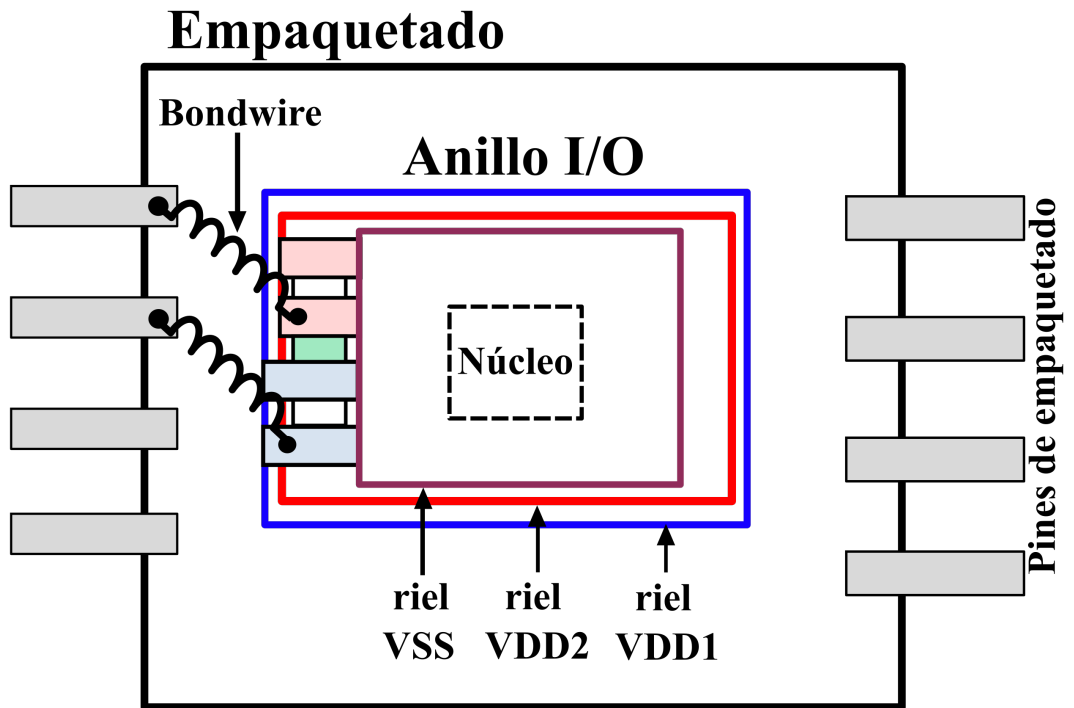 Empaquetado
Bondwire
Anillo I/O
Núcleo
Pines de empaquetado
riel
VSS
riel
VDD2
riel
VDD1